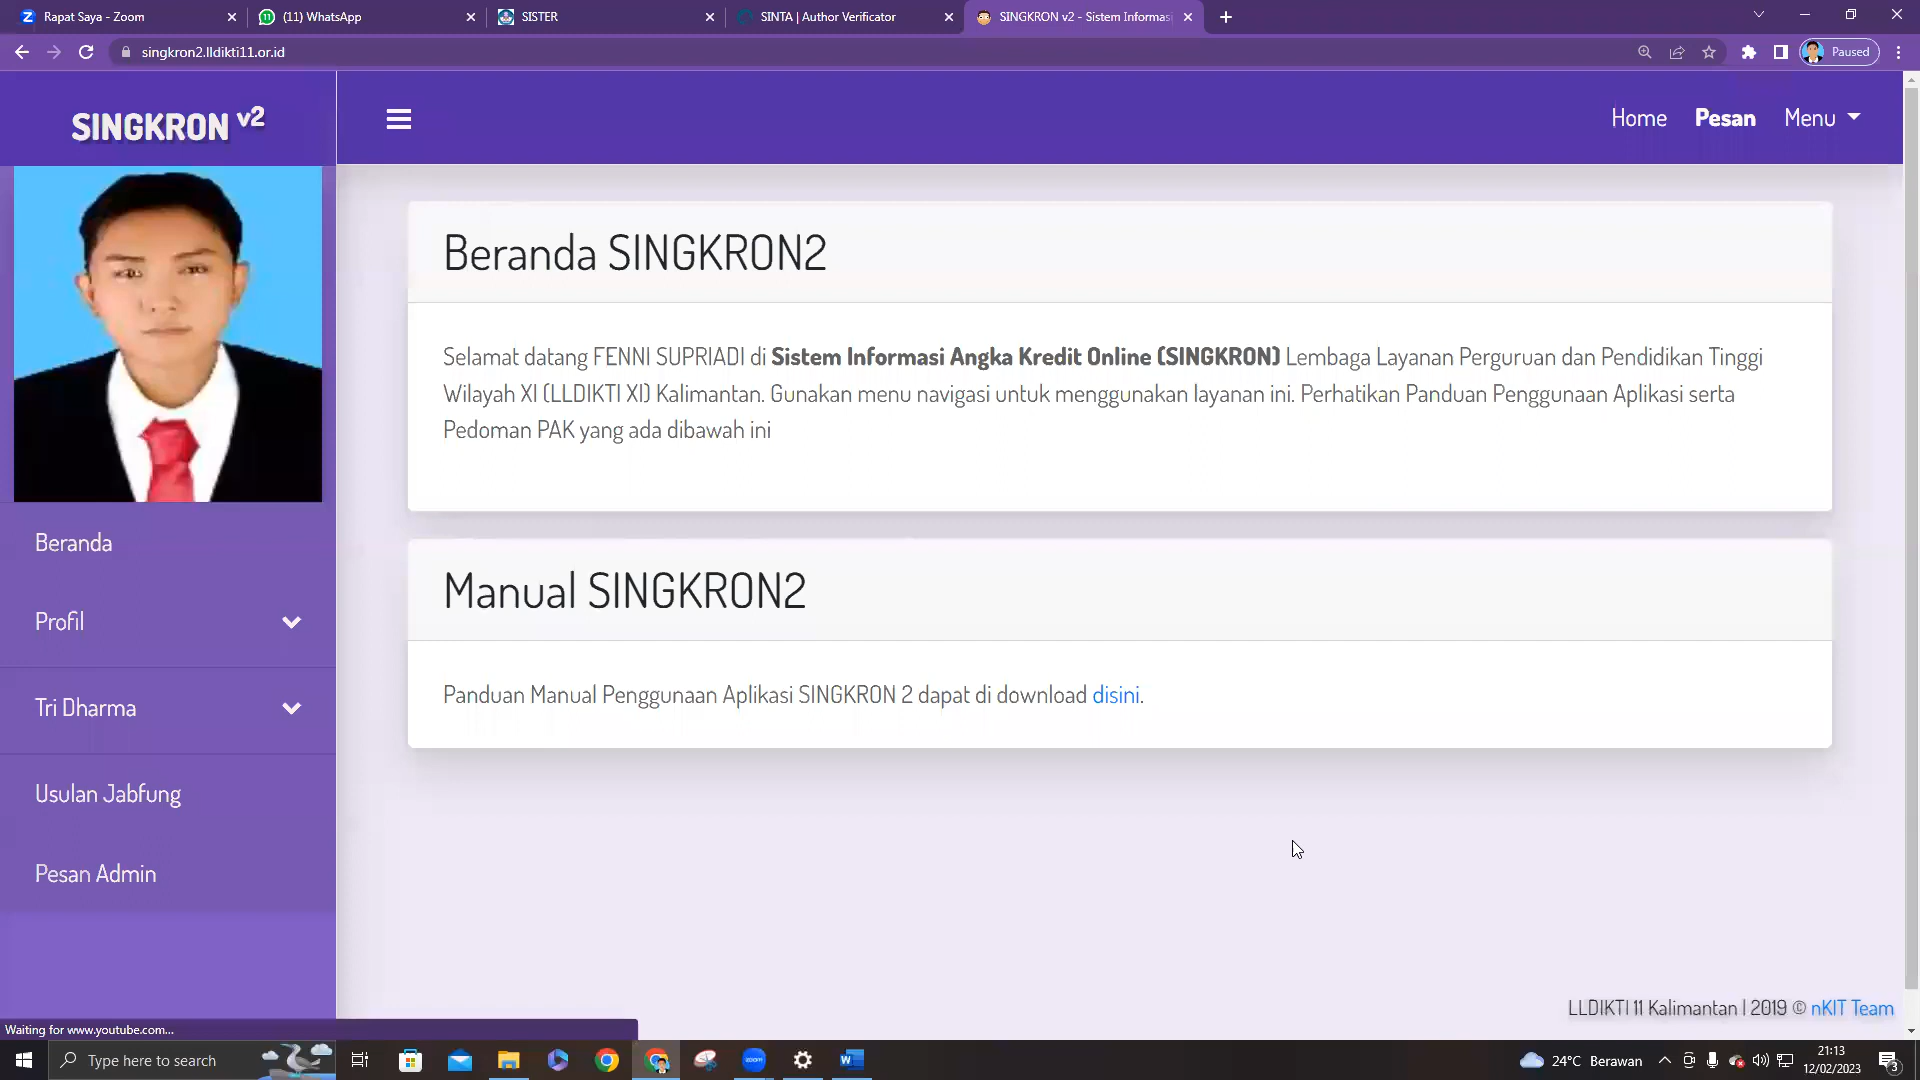 Rapat Saya - Zoom
(11) WhatsApp
SISTER
SINTA | Author Verificator
SINGKRON v2 - Sistem Informas
singkron2.lldikti11.or.id
Paused
SINGKRON v2
Home
Pesan
Menu
Beranda SINGKRON2
Selamat datang FENNI SUPRIADI di Sistem Informasi Angka Kredit Online (SINGKRON) Lembaga Layanan Perguruan dan Pendidikan Tinggi
Wilayah XI (LLDIKTI XI) Kalimantan. Gunakan menu navigasi untuk menggunakan layanan ini. Perhatikan Panduan Penggunaan Aplikasi serta
Pedoman PAK yang ada dibawah ini
Beranda
Profil
Tri Dharma
Usulan Jabfung
Pesan Admin
Manual SINGKRON2
Panduan Manual Penggunaan Aplikasi SINGKRON 2 dapat di download disini.
LLDIKTI 11 Kalimantan | 2019 © nKIT Team
Waiting for www.youtube.com...
Type here to search
zoom
24°C Berawan
21:13
12/02/2023
3